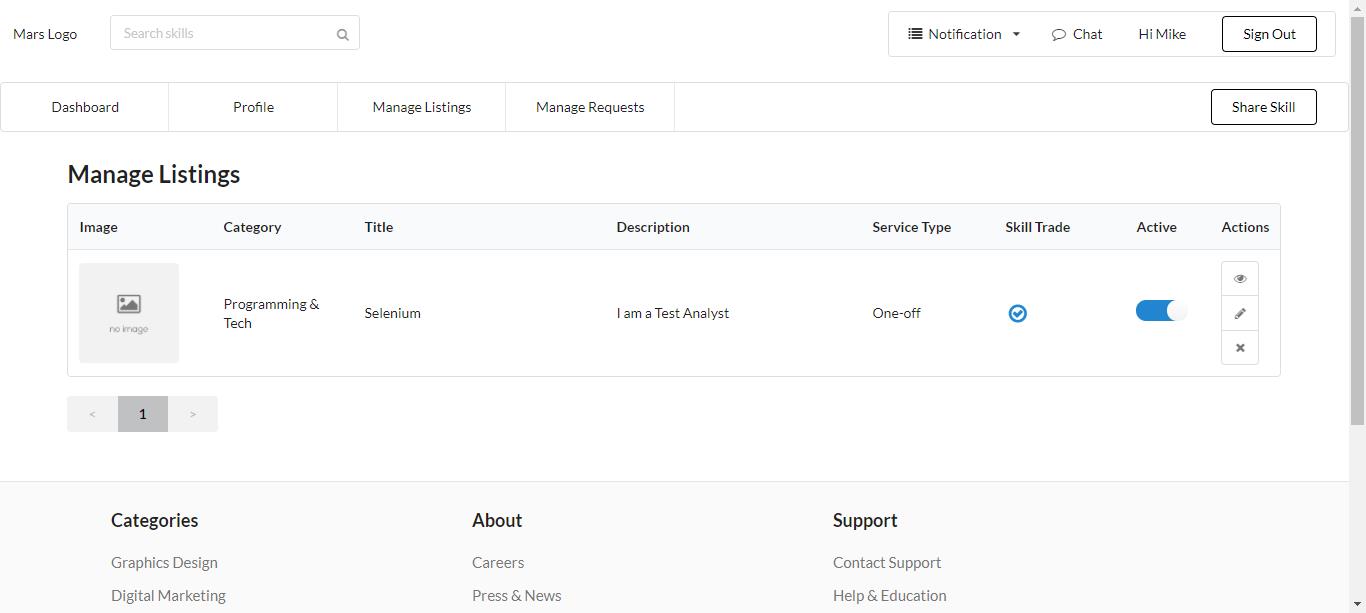 Mars Logo
Search skills
Notification
Chat
Hi Mike
Sign Out
Dashboard
Profile
Manage Listings
Manage Requests
Share Skill
Manage Listings
Image
Category
Title
Description
Service Type
Skill Trade
Active
Actions
no image
Programming &
Tech
Selenium
I am a Test Analyst
One-off
< 1 >
Categories
About
Support
Graphics Design
Careers
Contact Support
Digital Marketing
Press & News
Help & Education